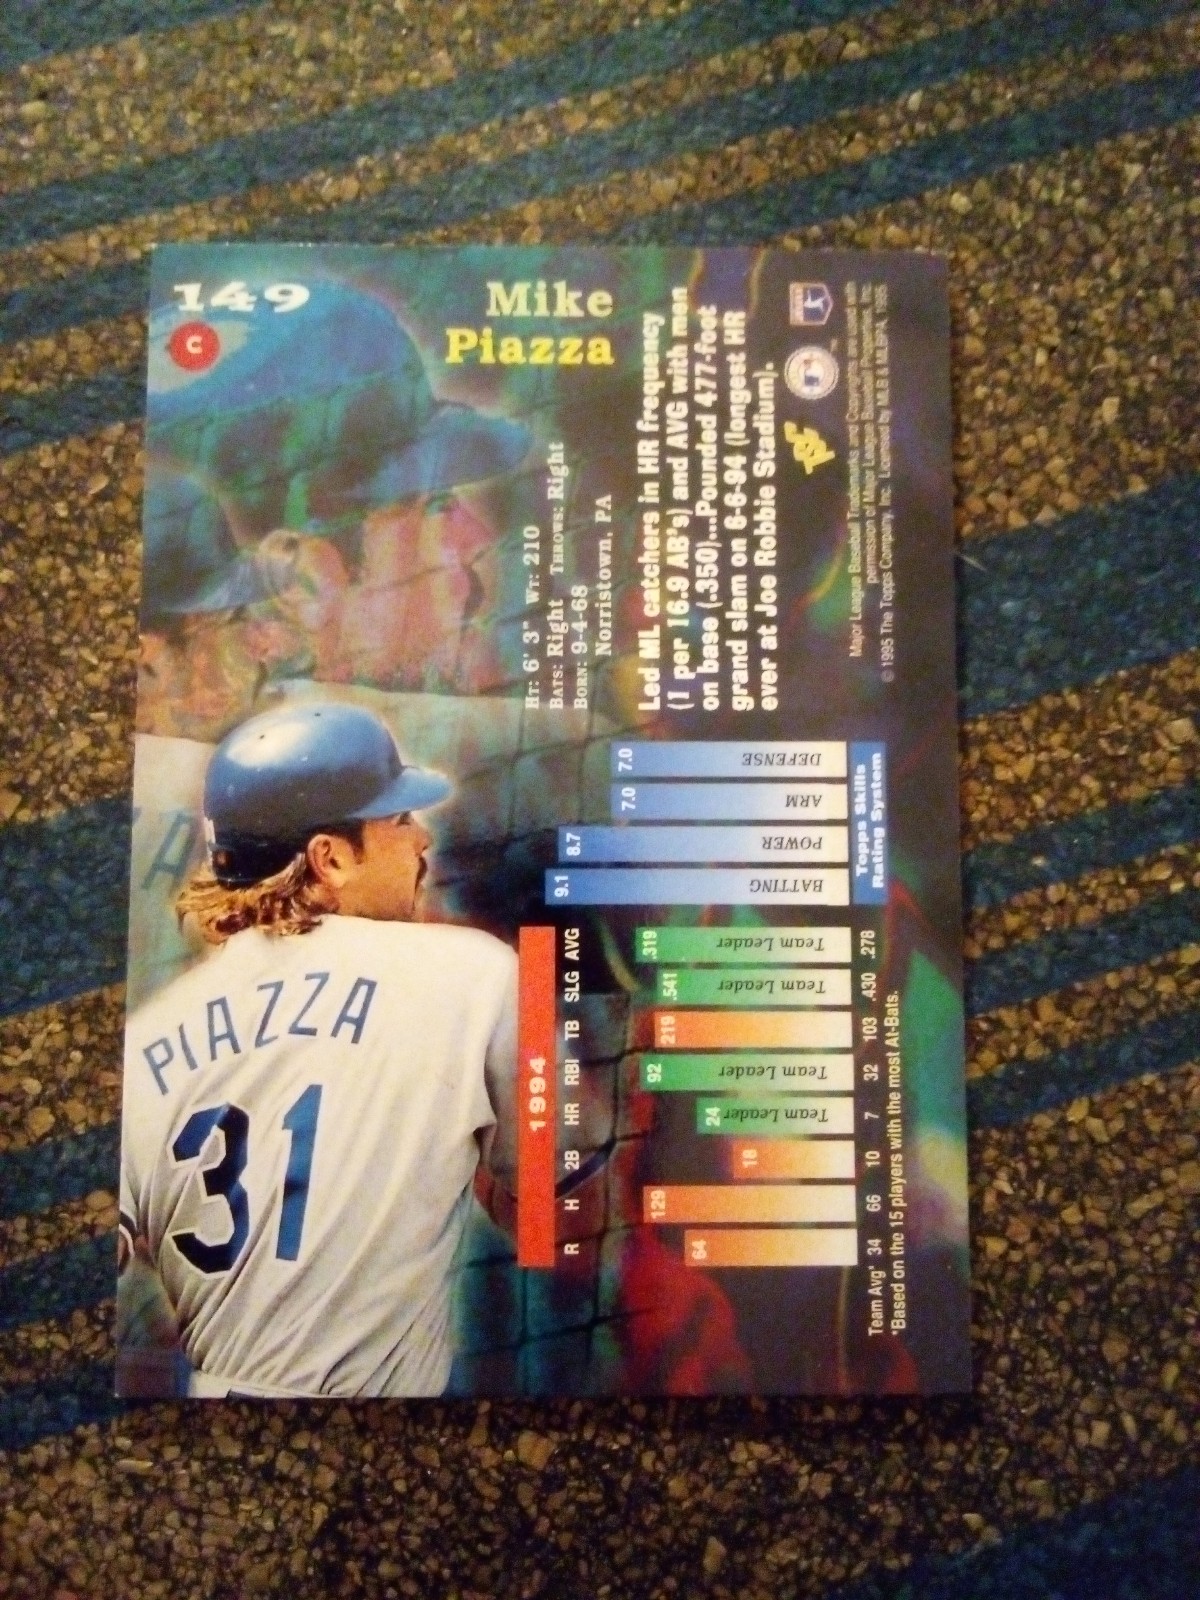 149
C
Mike
Piazza
HT: 6' 3" WT: 210
BATS: Right THROWS: Right
BORN: 9-4-68
Norristown, PA
Led ML catchers in HR frequency
(1 per 16.9 AB's) and AVG with men
on base (.350)...Pounded 477-foot
grand slam on 6-6-94 (longest HR
ever at Joe Robbie Stadium).
TSC
Major League Baseball Trademarks and Copyrights are used with
permission of Major League Baseball Properties, Inc.
© 1995 The Topps Company, Inc. Licensed by MLB & MLBPA 1995
PIAZZA
31
1994
R H 2B HR RBI TB SLG AVG
64 129 18 24 92 219 .541 .319
Team Leader Team Leader Team Leader Team Leader
Team Avg* 34 66 10 7 32 103 .430 .278
*Based on the 15 players with the most At-Bats.
9.1 8.7 7.0 7.0
BATTING POWER ARM DEFENSE
Topps Skills
Rating System